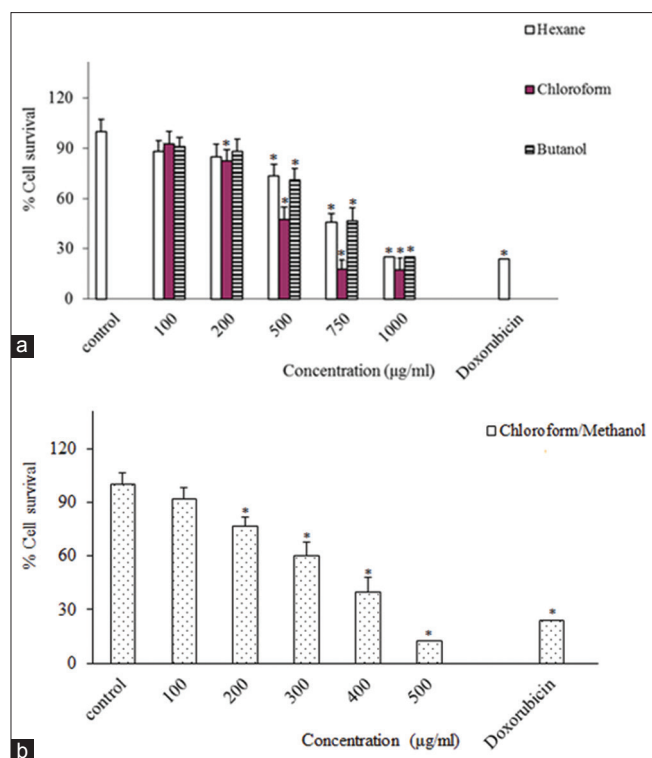 Hexane
Chloroform
Butanol
% Cell survival
120
90
60
30
0
* * * * * * * * * * *
control
100
200
500
750
1000
Doxorubicin
Concentration (µg/ml)
a
Chloroform/Methanol
% Cell survival
120
90
60
30
0
* * * * *
control
100
200
300
400
500
Doxorubicin
Concentration (µg/ml)
b